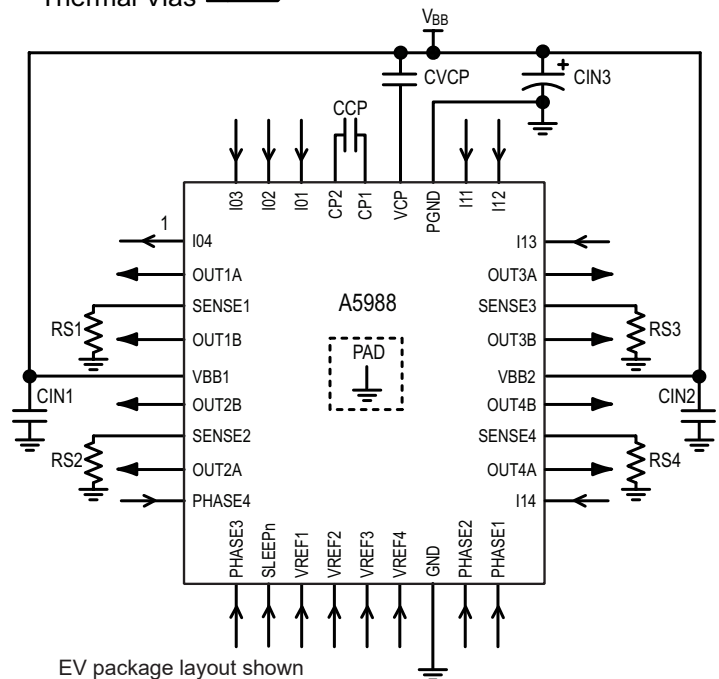 Thermal Vias
VBB
CVCP
CIN3
CCP
I03
I02
I01
CP2
CP1
VCP
PGND
I11
I12
1
I04
I13
OUT1A
OUT3A
SENSE1
A5988
SENSE3
RS1
RS3
OUT1B
PAD
OUT3B
VBB1
VBB2
CIN1
CIN2
OUT2B
OUT4B
SENSE2
SENSE4
RS2
RS4
OUT2A
OUT4A
PHASE4
I14
PHASE3
SLEEPn
VREF1
VREF2
VREF3
VREF4
GND
PHASE2
PHASE1
EV package layout shown